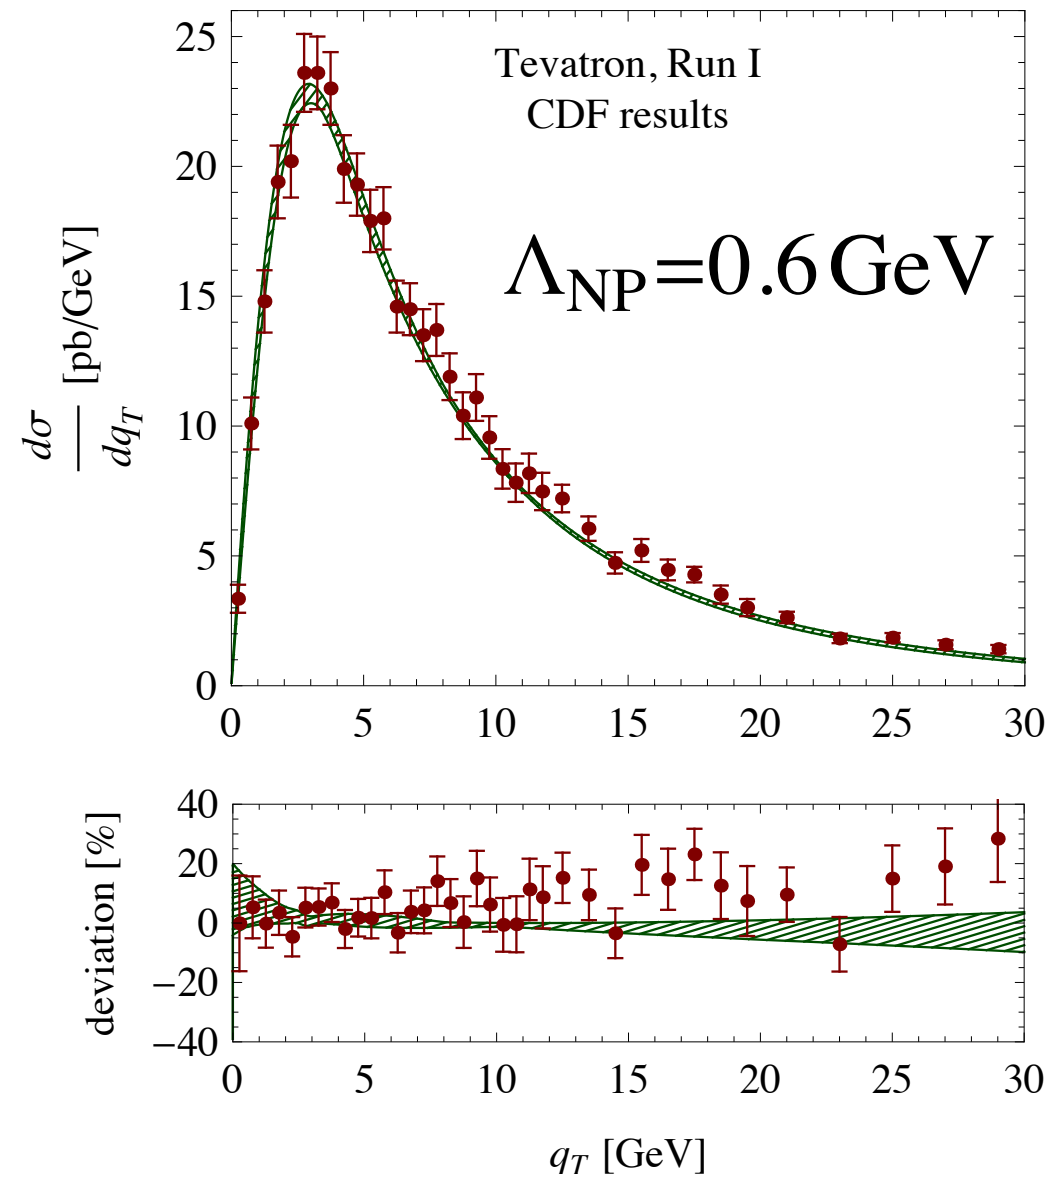 Tevatron, Run I
CDF results
Λ_NP=0.6 GeV
dσ
dq_T
[pb/GeV]
25
20
15
10
5
0
0 5 10 15 20 25 30
deviation [%]
40
20
0
−20
−40
0 5 10 15 20 25 30
q_T [GeV]